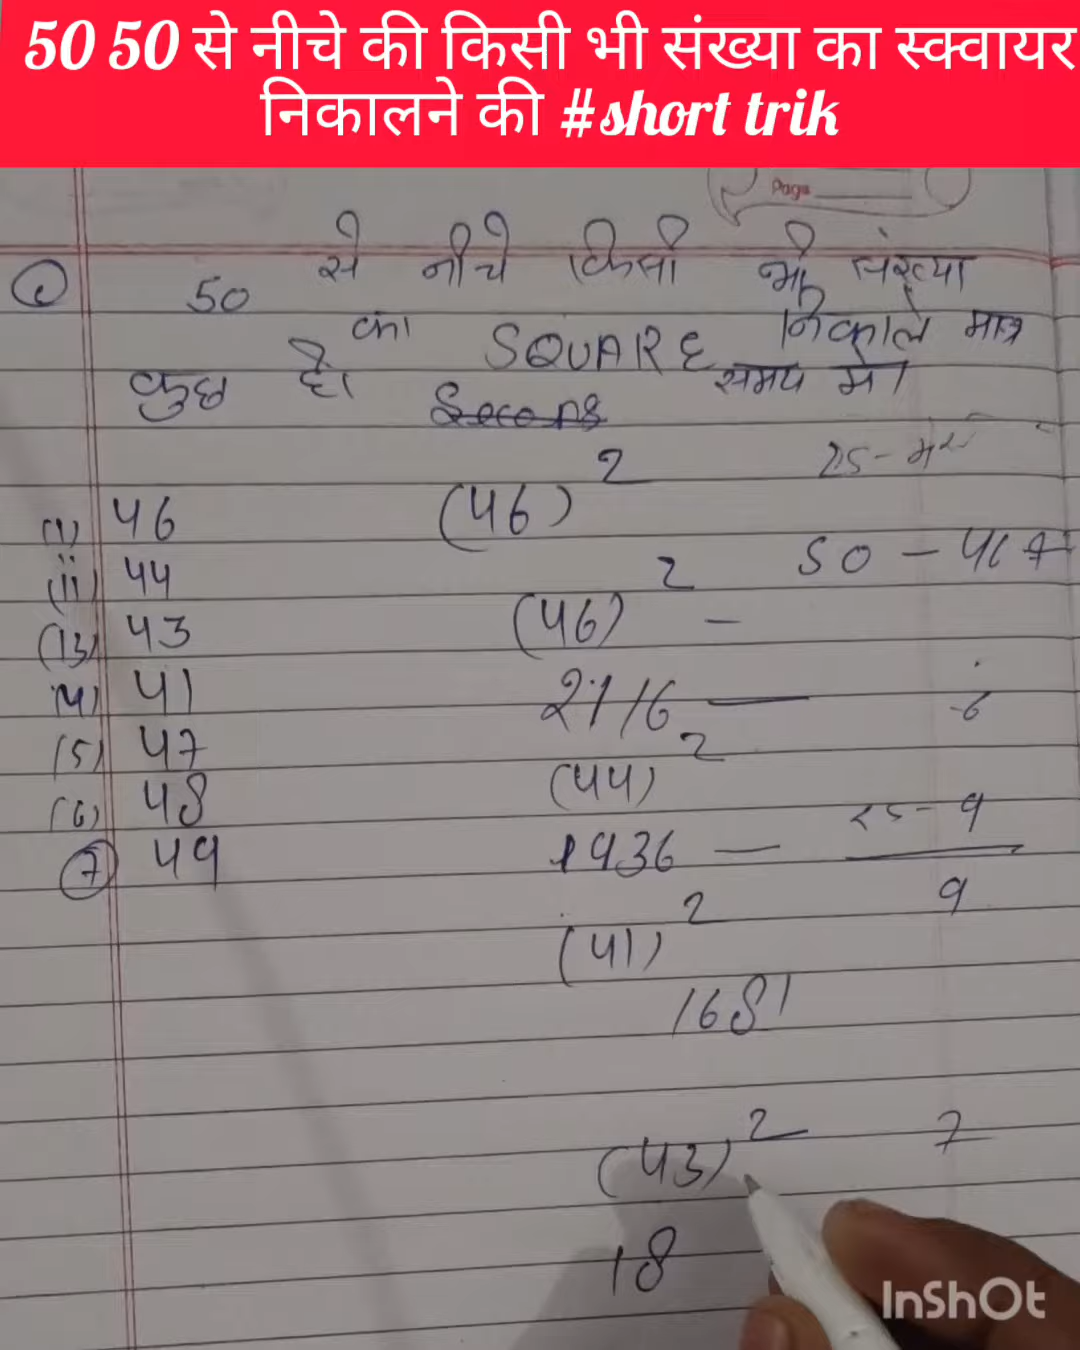 50 50 से नीचे की किसी भी संख्या का स्क्वायर
निकालने की #short trik
Page
50 से नीचे किसी भी संख्या
का SQUARE निकाले मात्र
कुछ ही समय में।
25-
(1) 46 (46)²
50 - 46
(ii) 44
(46)² -
(13) 43
(4) 41 2116 — 6
(5) 47 (44)²
(6) 48 25-9
7 49 1936 — 9
(41)²
1681
(43)² 7
18
InShOt